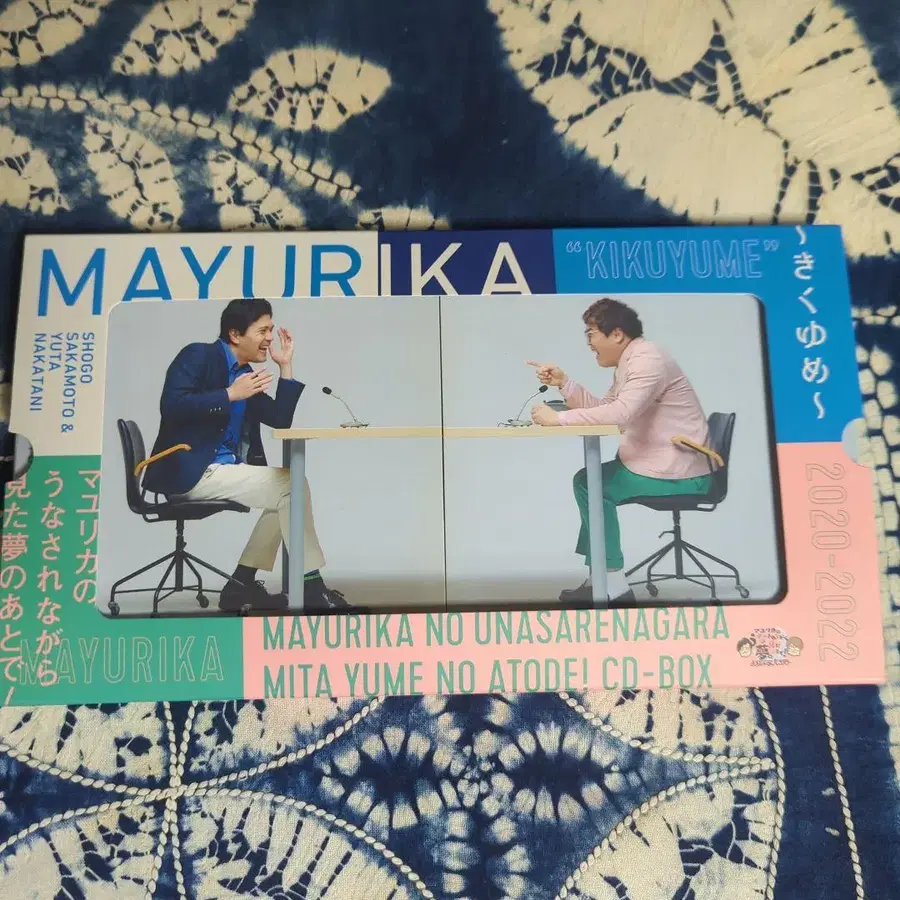 MAYURIKA
"KIKUYUME"
～きくゆめ～
SHOGO
SAKAMOTO &
YUTA
NAKATANI
マユリカの
うなされながら
見た夢のあとで！
MAYURIKA
MAYURIKA NO UNASARENAGARA
MITA YUME NO ATODE! CD-BOX
2020-2022